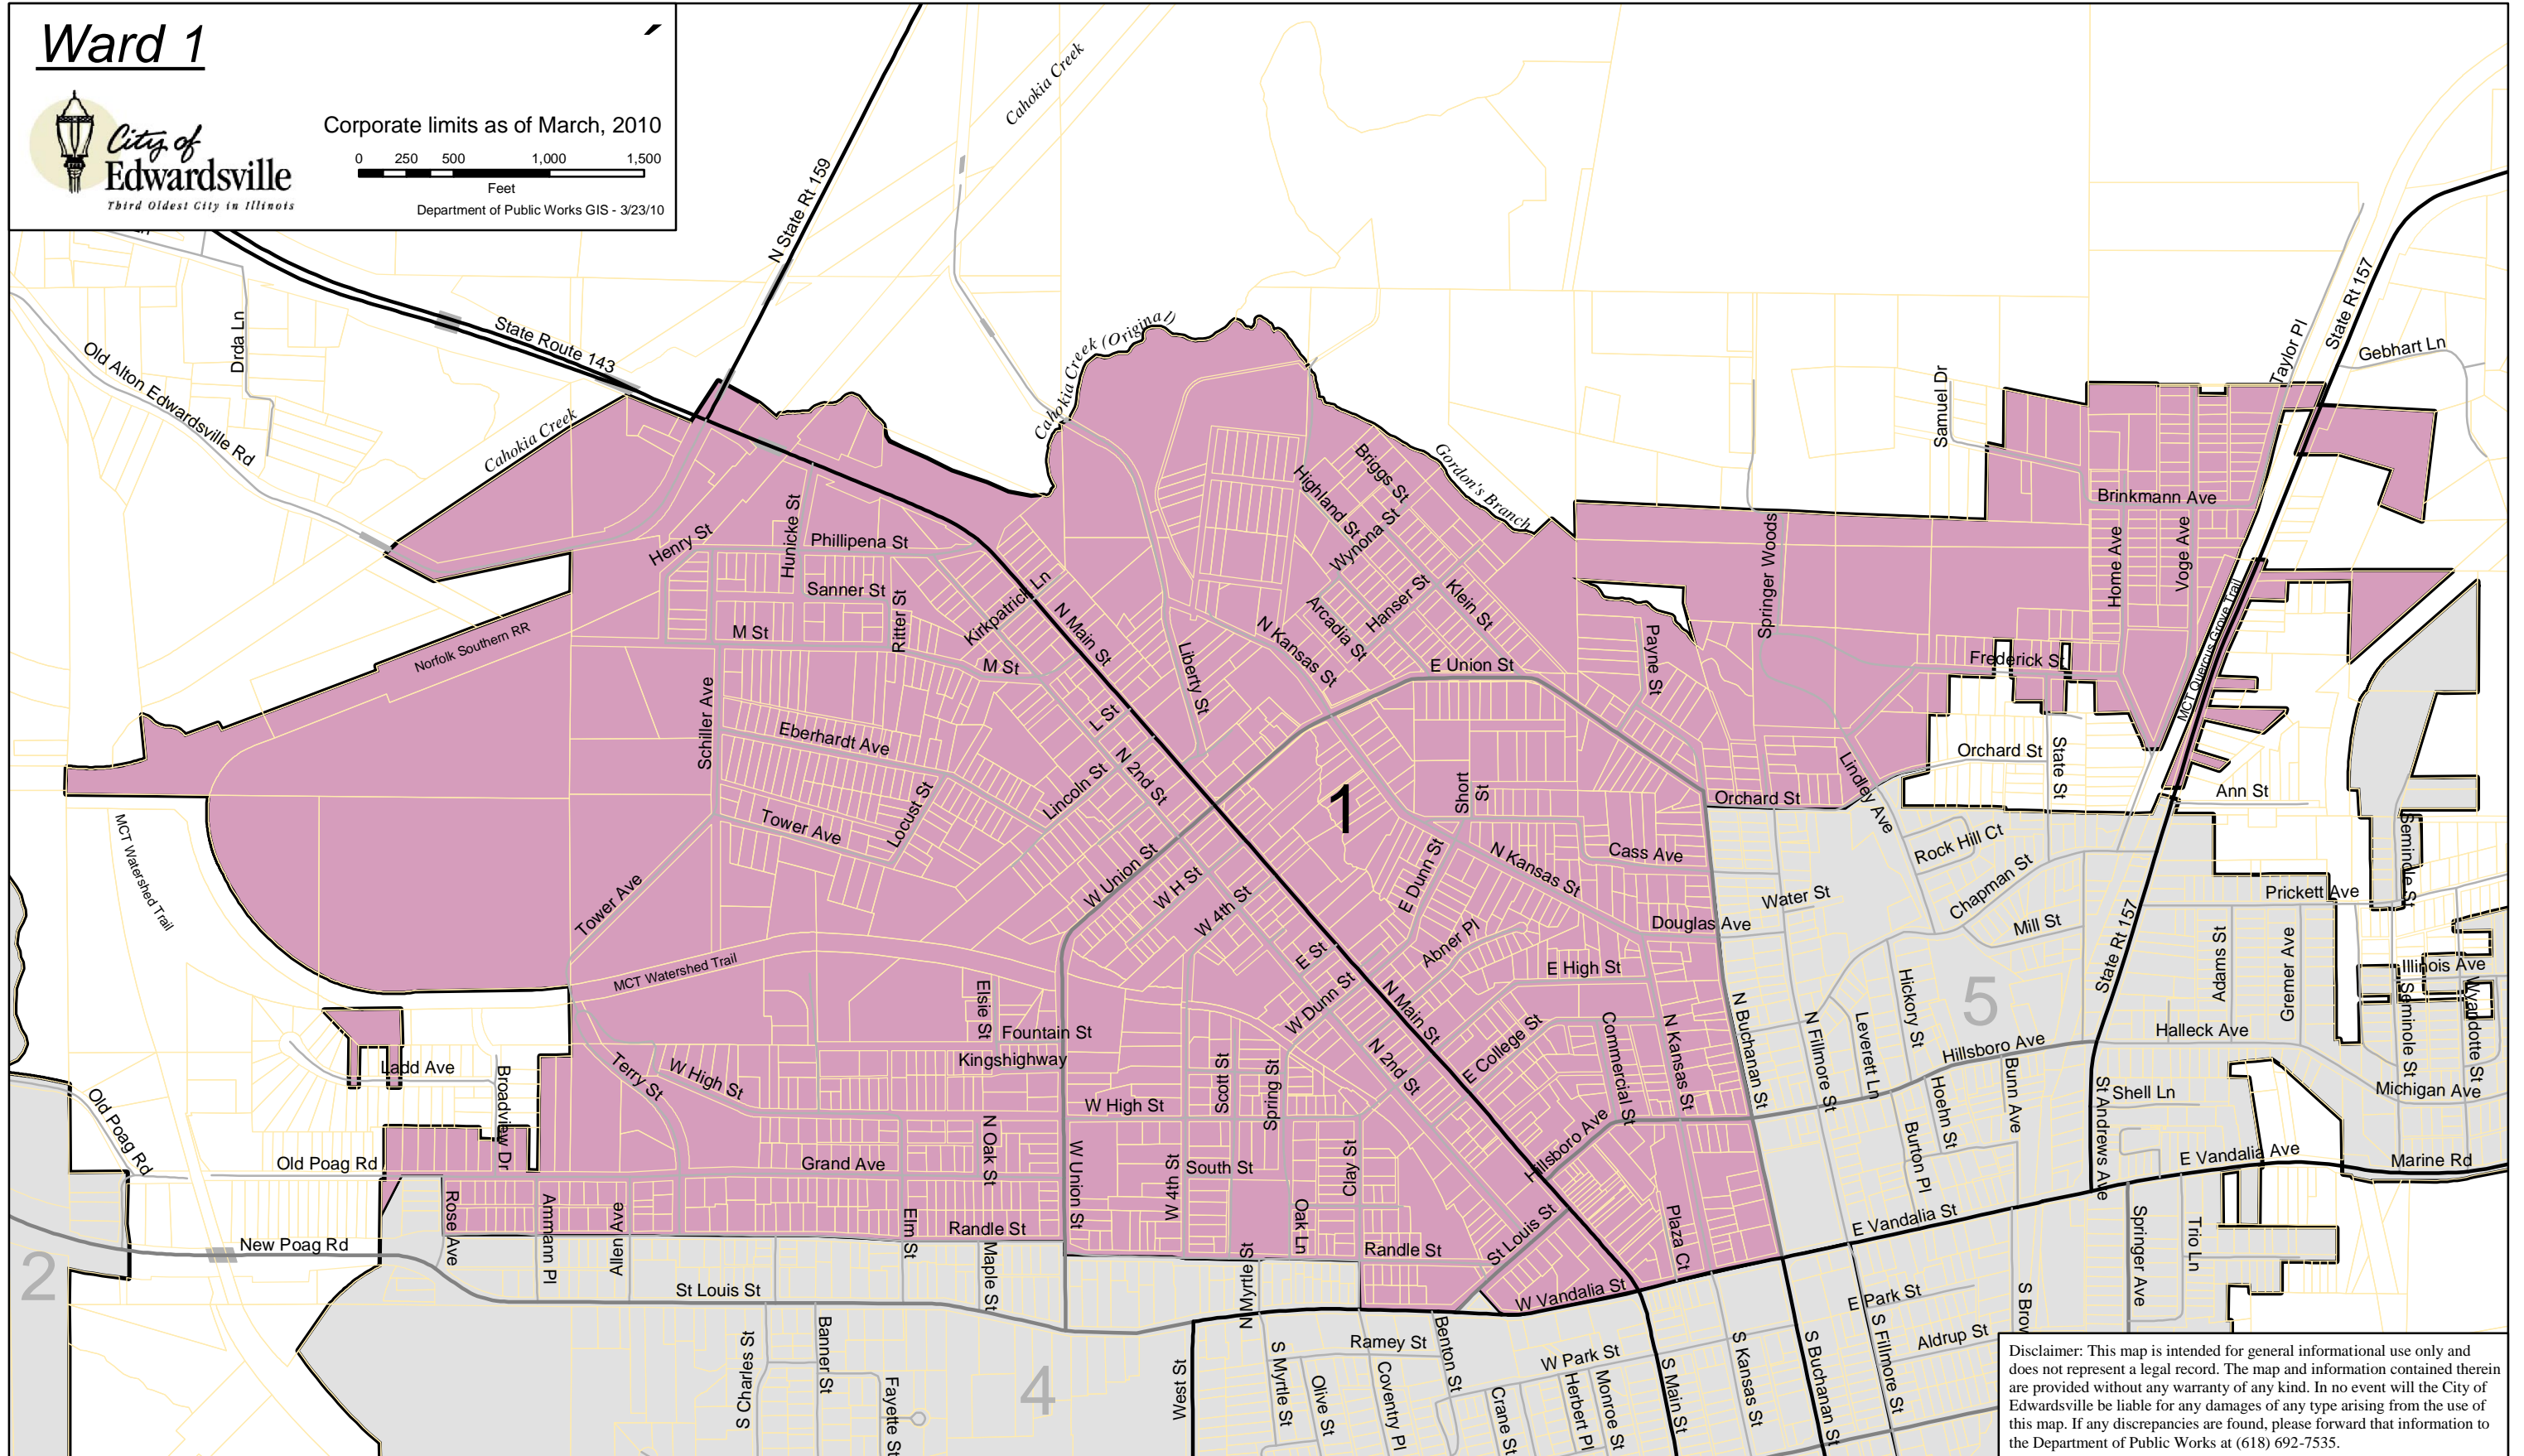 Ward 1
City of
Edwardsville
Third Oldest City in Illinois
Corporate limits as of March, 2010
0 250 500 1,000 1,500
Feet
Department of Public Works GIS - 3/23/10
Cahokia Creek
N State Rt 159
State Route 143
Drda Ln
Old Alton Edwardsville Rd
Cahokia Creek
Cahokia Creek (Original)
Gordon's Branch
Samuel Dr
Taylor Pl
State Rt 157
Gebhart Ln
Briggs St
Highland St
Wynona St
Brinkmann Ave
Henry St
Hunicke St
Phillipena St
Sanner St
Ritter St
Kirkpatrick Ln
N Main St
Arcadia St
Hanser St
Klein St
Springer Woods
Home Ave
Voge Ave
MCT Quercus Grove Trail
Norfolk Southern RR
M St
M St
Liberty St
N Kansas St
E Union St
Payne St
Frederick St
Schiller Ave
Eberhardt Ave
L St
N 2nd St
Lincoln St
Locust St
Tower Ave
1
Short
St
Orchard St
Lindley Ave
Orchard St
State St
Ann St
Seminole St
MCT Watershed Trail
Tower Ave
W Union St
W H St
W 4th St
E Dunn St
N Kansas St
Cass Ave
Rock Hill Ct
Chapman St
Water St
Mill St
Prickett Ave
Douglas Ave
Abner Pl
E St
E High St
MCT Watershed Trail
Elsie St
Fountain St
Kingshighway
W Dunn St
N Main St
N 2nd St
E College St
Commercial St
N Kansas St
N Buchanan St
N Fillmore St
Leverett Ln
Hickory St
5
Hillsboro Ave
State Rt 157
Adams St
Gremer Ave
Illinois Ave
Seminole St
Wyandotte St
Halleck Ave
Michigan Ave
Ladd Ave
Broadview Dr
Terry St
W High St
W High St
Scott St
Spring St
Hoehn St
Bunn Ave
Burton Pl
Shell Ln
St Andrews Ave
E Vandalia Ave
Marine Rd
Old Poag Rd
Old Poag Rd
Grand Ave
N Oak St
W Union St
W 4th St
South St
Clay St
Oak Ln
Hillsboro Ave
Rose Ave
Ammann Pl
Allen Ave
Elm St
Randle St
Maple St
N Myrtle St
Randle St
St Louis St
Plaza Ct
E Vandalia St
Springer Ave
Trio Ln
New Poag Rd
2
St Louis St
W Vandalia St
E Park St
S Brow
Aldrup St
S Charles St
Banner St
Fayette St
4
West St
S Myrtle St
Olive St
Ramey St
Coventry Pl
Benton St
Crane St
W Park St
Herbert Pl
Monroe St
S Main St
S Kansas St
S Buchanan St
S Fillmore St
Disclaimer: This map is intended for general informational use only and
does not represent a legal record. The map and information contained therein
are provided without any warranty of any kind. In no event will the City of
Edwardsville be liable for any damages of any type arising from the use of
this map. If any discrepancies are found, please forward that information to
the Department of Public Works at (618) 692-7535.